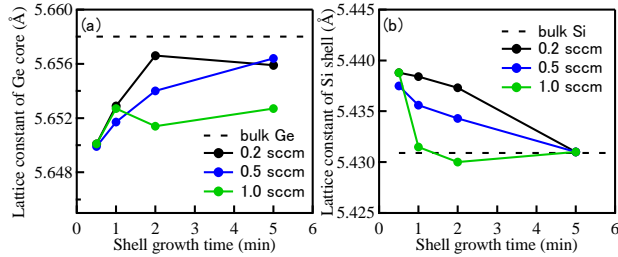 (a)
Lattice constant of Ge core (Å)
5.660
5.656
5.652
5.648
bulk Ge
0.2 sccm
0.5 sccm
1.0 sccm
0 1 2 3 4 5 6
Shell growth time (min)
(b)
Lattice constant of Si shell (Å)
5.445
5.440
5.435
5.430
5.425
bulk Si
0.2 sccm
0.5 sccm
1.0 sccm
0 1 2 3 4 5 6
Shell growth time (min)